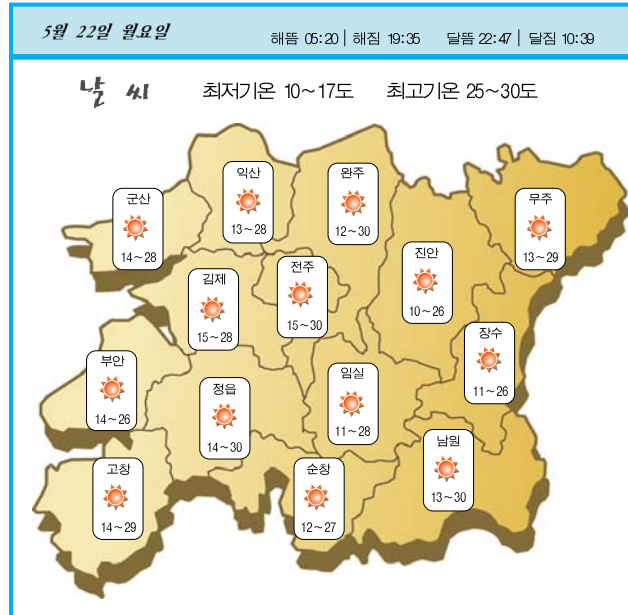 5월 22일 월요일
해뜸 05:20 | 해짐 19:35 달뜸 22:47 | 달짐 10:39
날씨 최저기온 10~17도 최고기온 25~30도
익산
13~28
완주
12~30
군산
14~28
무주
13~29
진안
10~26
전주
15~30
김제
15~28
장수
11~26
부안
14~26
임실
11~28
정읍
14~30
남원
13~30
고창
14~29
순창
12~27